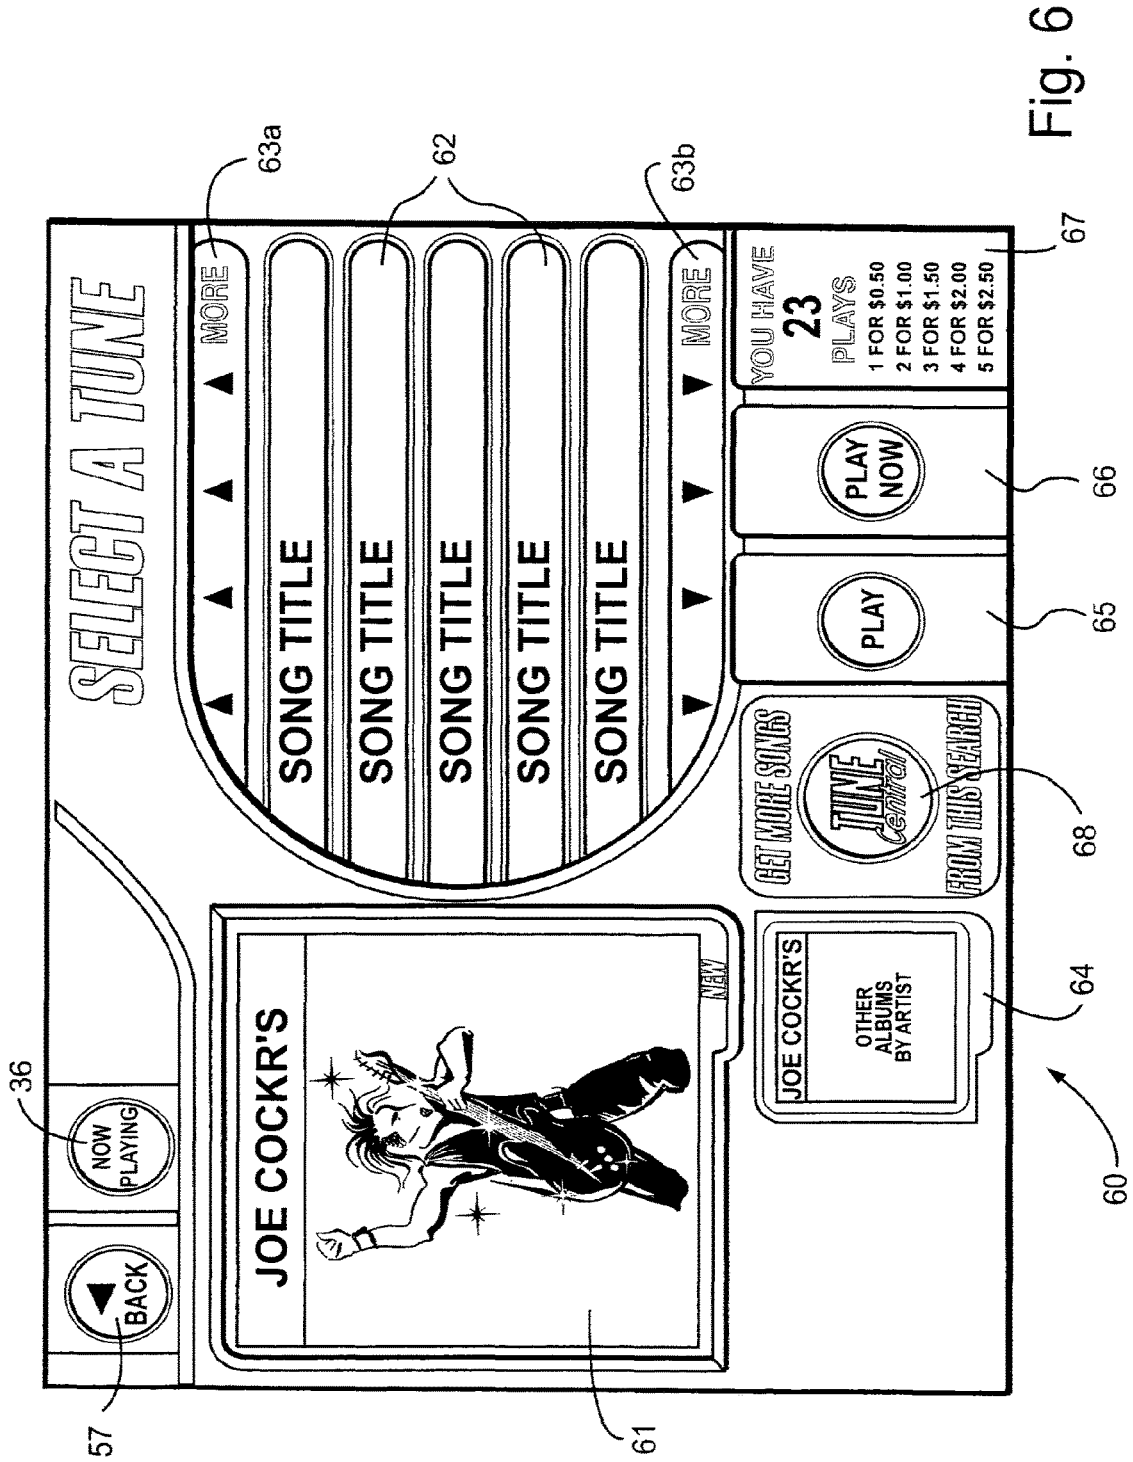 57
36
BACK
NOW
PLAYING
SELECT A TUNE
MORE
63a
JOE COCKR'S
SONG TITLE
SONG TITLE
SONG TITLE
SONG TITLE
SONG TITLE
62
NEW
61
MORE
63b
JOE COCKR'S
OTHER
ALBUMS
BY ARTIST
GET MORE SONGS
TUNE
Central
FROM THIS SEARCH
PLAY
PLAY
NOW
YOU HAVE
23
PLAYS
1 FOR $0.50
2 FOR $1.00
3 FOR $1.50
4 FOR $2.00
5 FOR $2.50
60
64
68
65
66
67
Fig. 6